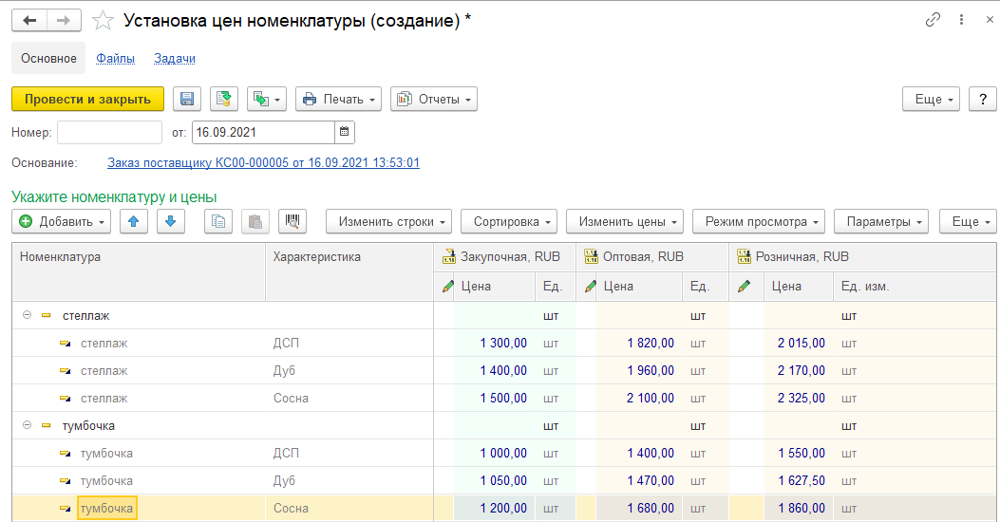 Установка цен номенклатуры (создание) *
Основное Файлы Задачи
Провести и закрыть Печать Отчеты Еще ?
Номер: от: 16.09.2021
Основание: Заказ поставщику КС00-000005 от 16.09.2021 13:53:01
Укажите номенклатуру и цены
Добавить Изменить строки Сортировка Изменить цены Режим просмотра Параметры Еще
Номенклатура Характеристика Закупочная, RUB Оптовая, RUB Розничная, RUB
Цена Ед. Цена Ед. Цена Ед. изм.
стеллаж шт шт шт
стеллаж ДСП 1 300,00 шт 1 820,00 шт 2 015,00 шт
стеллаж Дуб 1 400,00 шт 1 960,00 шт 2 170,00 шт
стеллаж Сосна 1 500,00 шт 2 100,00 шт 2 325,00 шт
тумбочка шт шт шт
тумбочка ДСП 1 000,00 шт 1 400,00 шт 1 550,00 шт
тумбочка Дуб 1 050,00 шт 1 470,00 шт 1 627,50 шт
тумбочка Сосна 1 200,00 шт 1 680,00 шт 1 860,00 шт